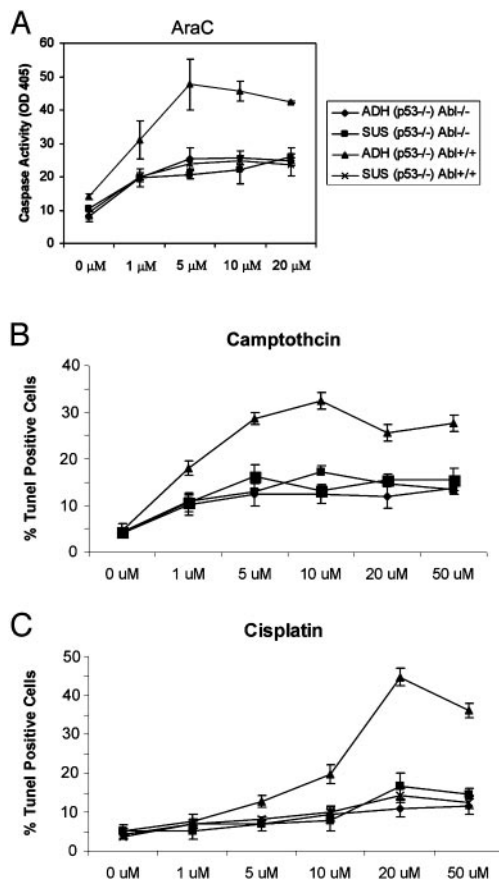 A
AraC
Caspase Activity (OD 405)
60
50
40
30
20
10
0
0 µM
1 µM
5 µM
10 µM
20 µM
ADH (p53-/-) Abl-/-
SUS (p53-/-) Abl-/-
ADH (p53-/-) Abl+/+
SUS (p53-/-) Abl+/+
B
Camptothcin
% Tunel Positive Cells
40
30
20
10
0
0 uM
1 uM
5 uM
10 uM
20 uM
50 uM
C
Cisplatin
% Tunel Positive Cells
50
40
30
20
10
0
0 uM
1 uM
5 uM
10 uM
20 uM
50 uM